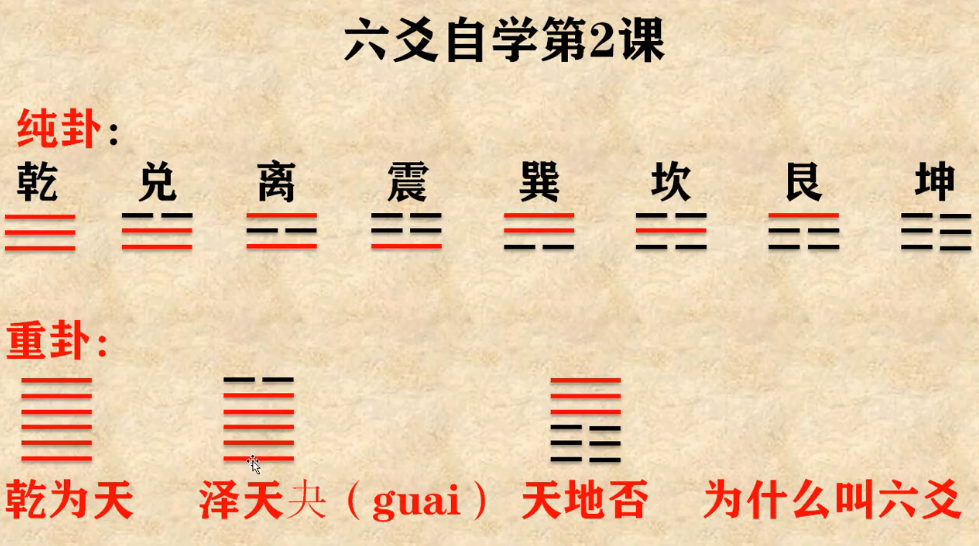 六爻自学第2课
纯卦：
乾 兑 离 震 巽 坎 艮 坤
重卦：
乾为天 泽天夬（guai） 天地否 为什么叫六爻